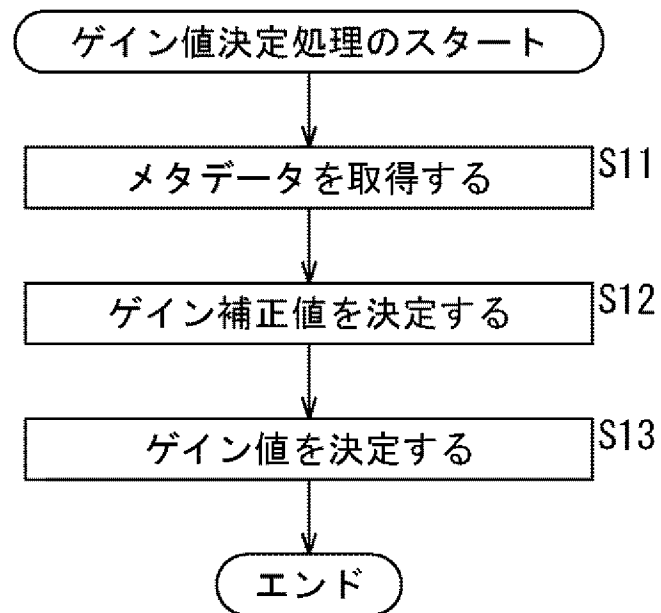 ゲイン値決定処理のスタート
メタデータを取得する
S11
ゲイン補正値を決定する
S12
ゲイン値を決定する
S13
エンド